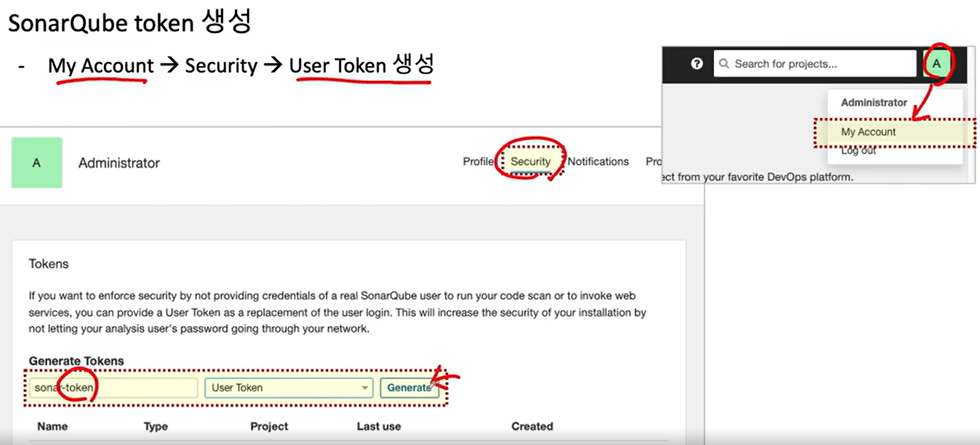 SonarQube token 생성
- My Account → Security → User Token 생성
Search for projects...
A
Administrator
My Account
Log out
ect from your favorite DevOps platform.
A
Administrator
Profile Security Notifications Pro
Tokens
If you want to enforce security by not providing credentials of a real SonarQube user to run your code scan or to invoke web
services, you can provide a User Token as a replacement of the user login. This will increase the security of your installation by
not letting your analysis user's password going through your network.
Generate Tokens
sonar-token User Token Generate
Name Type Project Last use Created